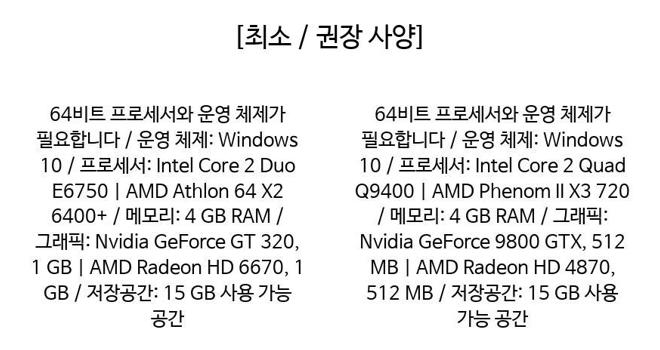 [최소 / 권장 사양]
64비트 프로세서와 운영 체제가
필요합니다 / 운영 체제: Windows
10 / 프로세서: Intel Core 2 Duo
E6750 | AMD Athlon 64 X2
6400+ / 메모리: 4 GB RAM /
그래픽: Nvidia GeForce GT 320,
1 GB | AMD Radeon HD 6670, 1
GB / 저장공간: 15 GB 사용 가능
공간
64비트 프로세서와 운영 체제가
필요합니다 / 운영 체제: Windows
10 / 프로세서: Intel Core 2 Quad
Q9400 | AMD Phenom II X3 720
/ 메모리: 4 GB RAM / 그래픽:
Nvidia GeForce 9800 GTX, 512
MB | AMD Radeon HD 4870,
512 MB / 저장공간: 15 GB 사용
가능 공간